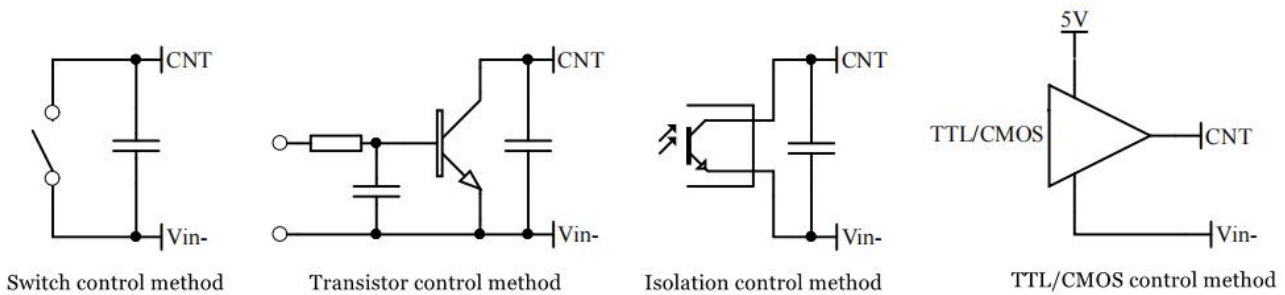 5V
CNT
CNT
CNT
TTL/CMOS
CNT
Vin-
Vin-
Vin-
Vin-
Switch control method
Transistor control method
Isolation control method
TTL/CMOS control method